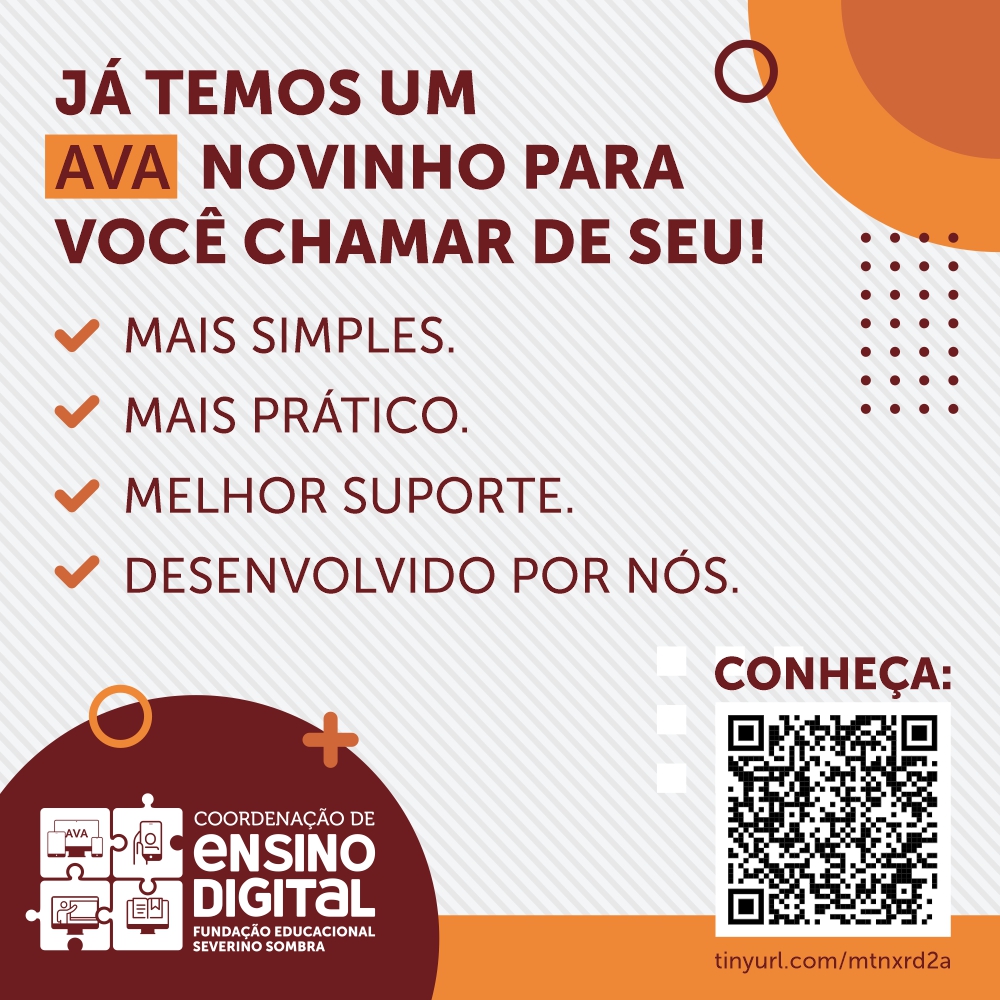 JÁ TEMOS UM
AVA NOVINHO PARA
VOCÊ CHAMAR DE SEU!
MAIS SIMPLES.
MAIS PRÁTICO.
MELHOR SUPORTE.
DESENVOLVIDO POR NÓS.
CONHEÇA:
tinyurl.com/mtnxrd2a
AVA
COORDENAÇÃO DE
ENSINO
DIGITAL
FUNDAÇÃO EDUCACIONAL
SEVERINO SOMBRA